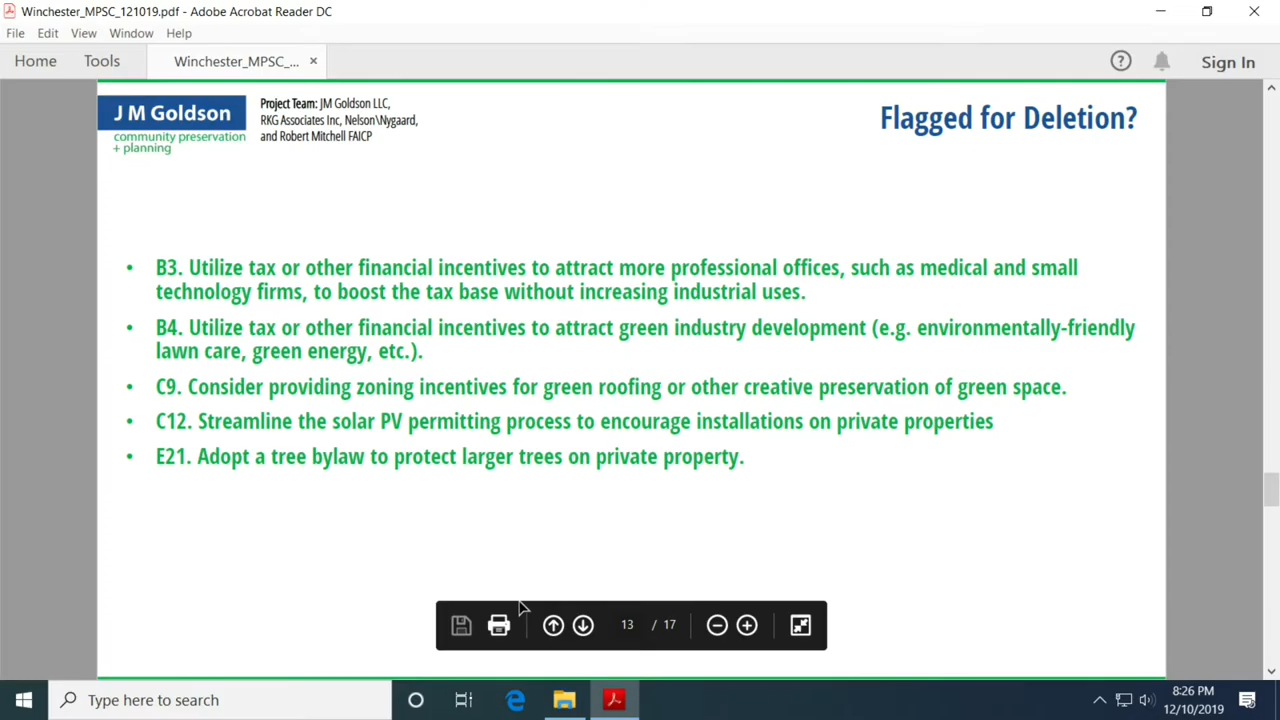 Winchester_MPSC_121019.pdf - Adobe Acrobat Reader DC
File Edit View Window Help
Home Tools Winchester_MPSC_... × Sign In
J M Goldson
community preservation
+ planning
Project Team: JM Goldson LLC,
RKG Associates Inc, Nelson\Nygaard,
and Robert Mitchell FAICP
Flagged for Deletion?
• B3. Utilize tax or other financial incentives to attract more professional offices, such as medical and small
technology firms, to boost the tax base without increasing industrial uses.
• B4. Utilize tax or other financial incentives to attract green industry development (e.g. environmentally-friendly
lawn care, green energy, etc.).
• C9. Consider providing zoning incentives for green roofing or other creative preservation of green space.
• C12. Streamline the solar PV permitting process to encourage installations on private properties
• E21. Adopt a tree bylaw to protect larger trees on private property.
13 / 17
Type here to search
8:26 PM
12/10/2019